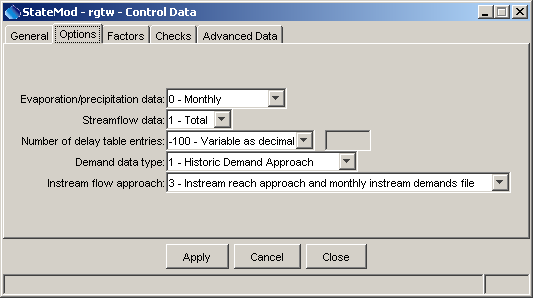 StateMod - rgtw - Control Data
General Options Factors Checks Advanced Data
Evaporation/precipitation data: 0 - Monthly
Streamflow data: 1 - Total
Number of delay table entries: -100 - Variable as decimal
Demand data type: 1 - Historic Demand Approach
Instream flow approach: 3 - Instream reach approach and monthly instream demands file
Apply Cancel Close